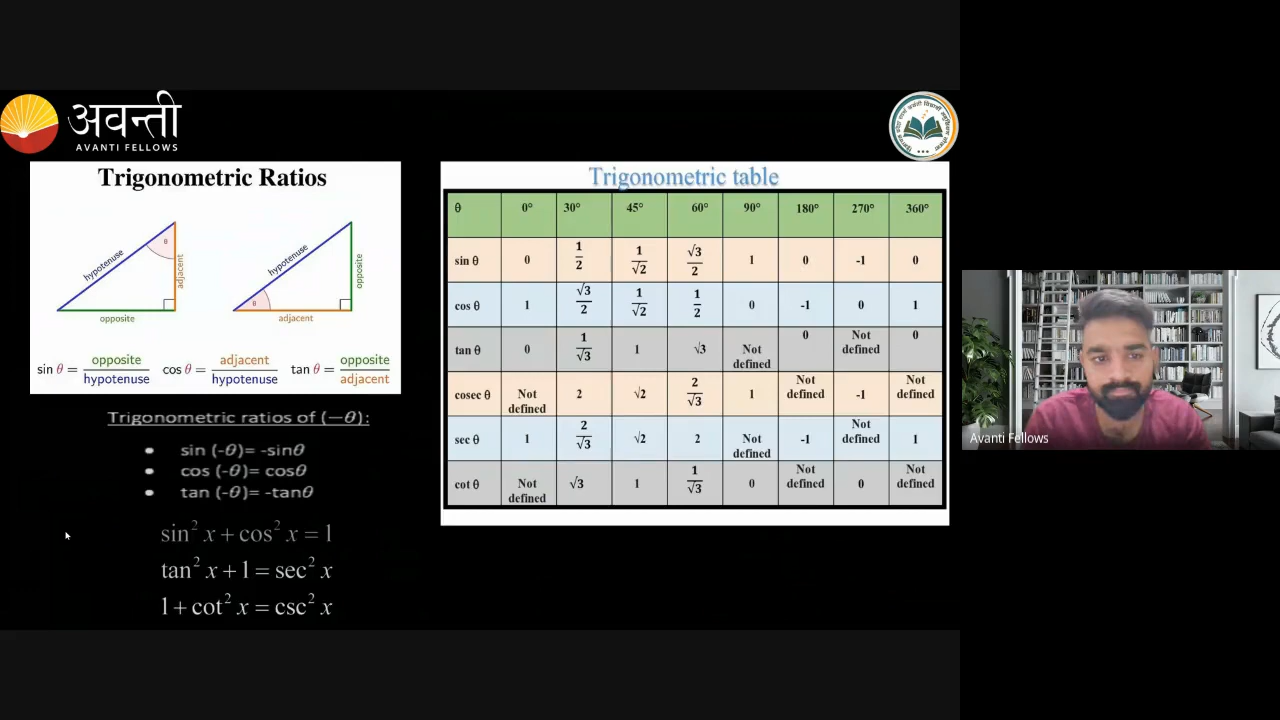 अवन्ती
AVANTI FELLOWS
Trigonometric Ratios
hypotenuse
θ
adjacent
opposite
hypotenuse
θ
opposite
adjacent
sin θ = opposite/hypotenuse cos θ = adjacent/hypotenuse tan θ = opposite/adjacent
Trigonometric ratios of (−θ):
• sin (-θ)= -sinθ
• cos (-θ)= cosθ
• tan (-θ)= -tanθ
sin² x + cos² x = 1
tan² x + 1 = sec² x
1 + cot² x = csc² x
Trigonometric table
θ 0° 30° 45° 60° 90° 180° 270° 360°
sin θ 0 1/2 1/√2 √3/2 1 0 -1 0
cos θ 1 √3/2 1/√2 1/2 0 -1 0 1
tan θ 0 1/√3 1 √3 Not defined 0 Not defined 0
cosec θ Not defined 2 √2 2/√3 1 Not defined -1 Not defined
sec θ 1 2/√3 √2 2 Not defined -1 Not defined 1
cot θ Not defined √3 1 1/√3 0 Not defined 0 Not defined
Avanti Fellows